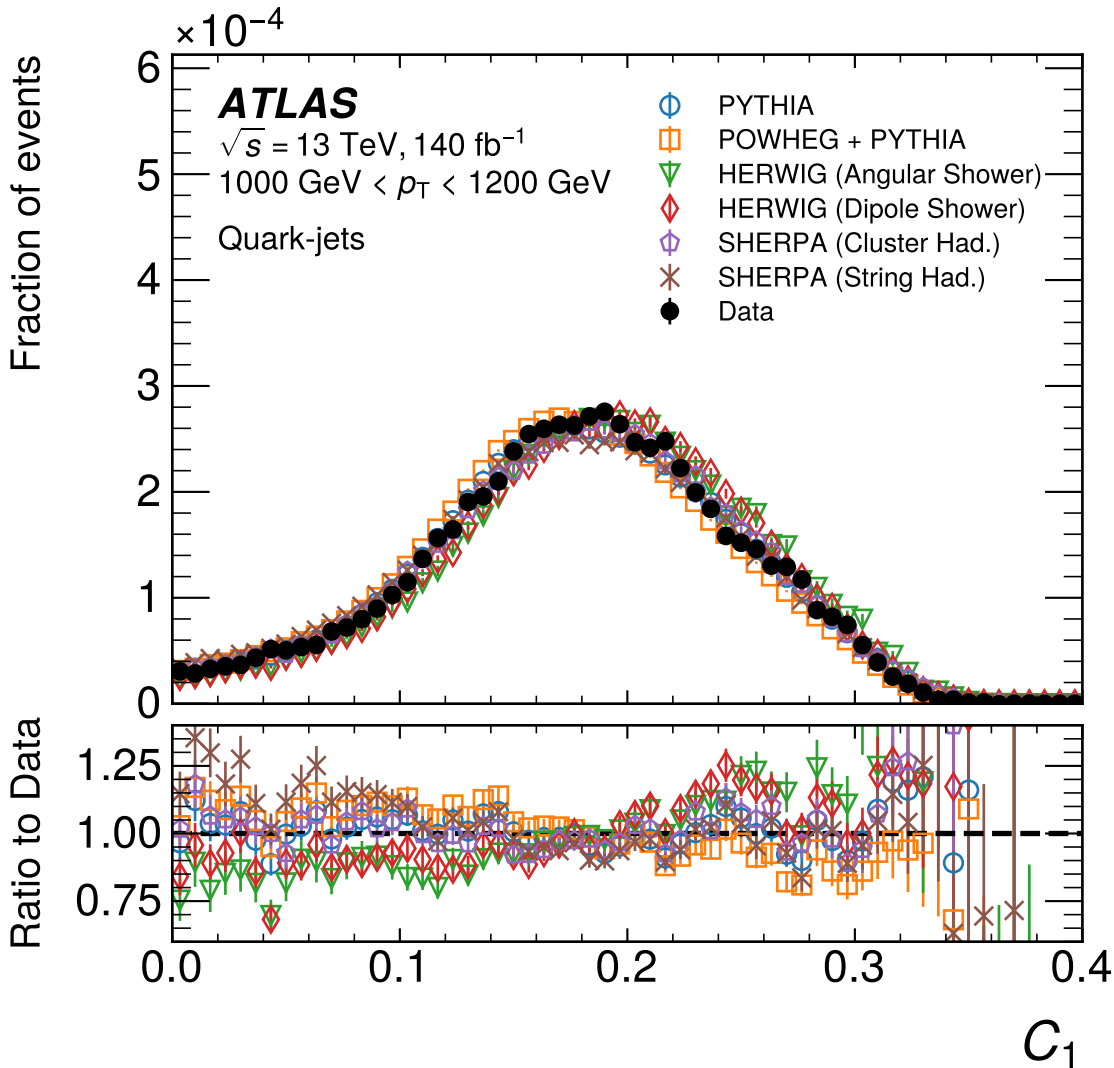 ×10⁻⁴
Fraction of events
6
5
4
3
2
1
0
ATLAS
√s = 13 TeV, 140 fb⁻¹
1000 GeV < p_T < 1200 GeV
Quark-jets
PYTHIA
POWHEG + PYTHIA
HERWIG (Angular Shower)
HERWIG (Dipole Shower)
SHERPA (Cluster Had.)
SHERPA (String Had.)
Data
Ratio to Data
1.25
1.00
0.75
0.0 0.1 0.2 0.3 0.4
C₁